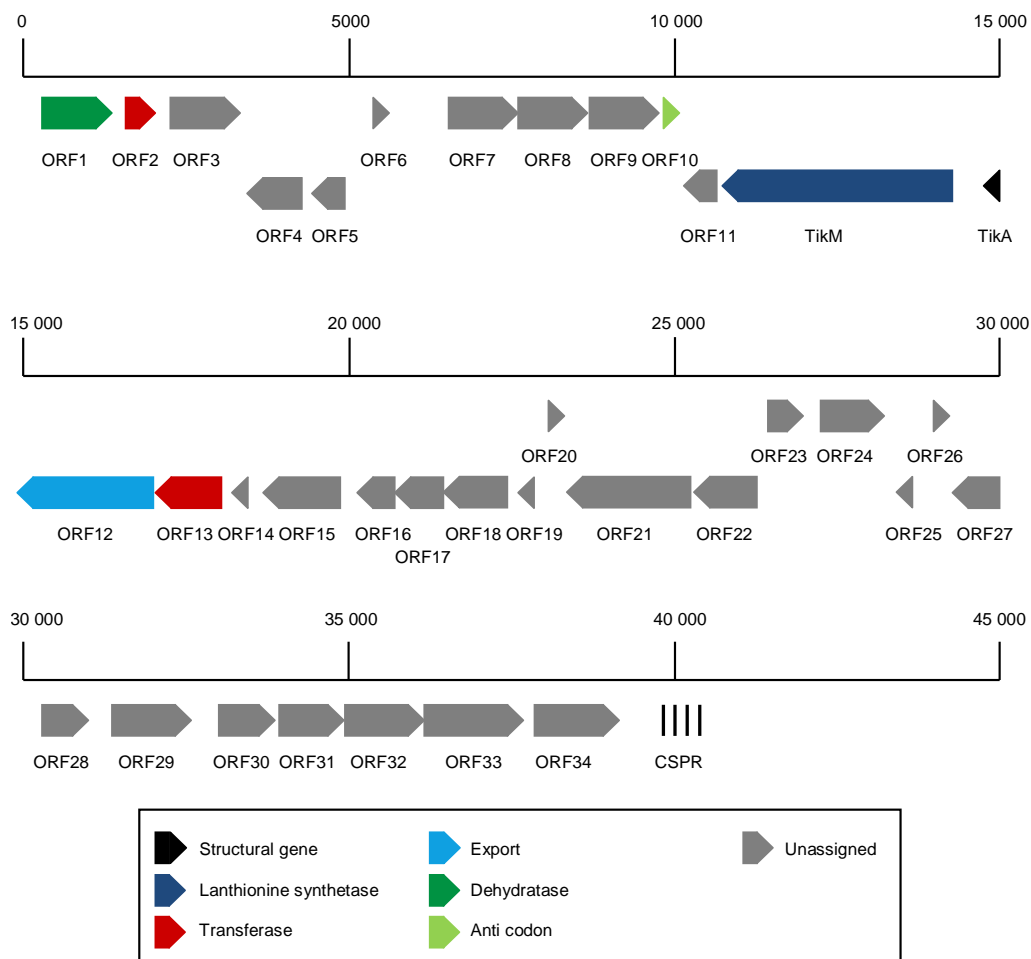 0 5000 10 000 15 000
ORF1 ORF2 ORF3 ORF6 ORF7 ORF8 ORF9 ORF10
ORF4 ORF5 ORF11 TikM TikA
15 000 20 000 25 000 30 000
ORF20 ORF23 ORF24 ORF26
ORF12 ORF13 ORF14 ORF15 ORF16 ORF18 ORF19 ORF21 ORF22 ORF25 ORF27
ORF17
30 000 35 000 40 000 45 000
ORF28 ORF29 ORF30 ORF31 ORF32 ORF33 ORF34 CSPR
Structural gene Export Unassigned
Lanthionine synthetase Dehydratase
Transferase Anti codon